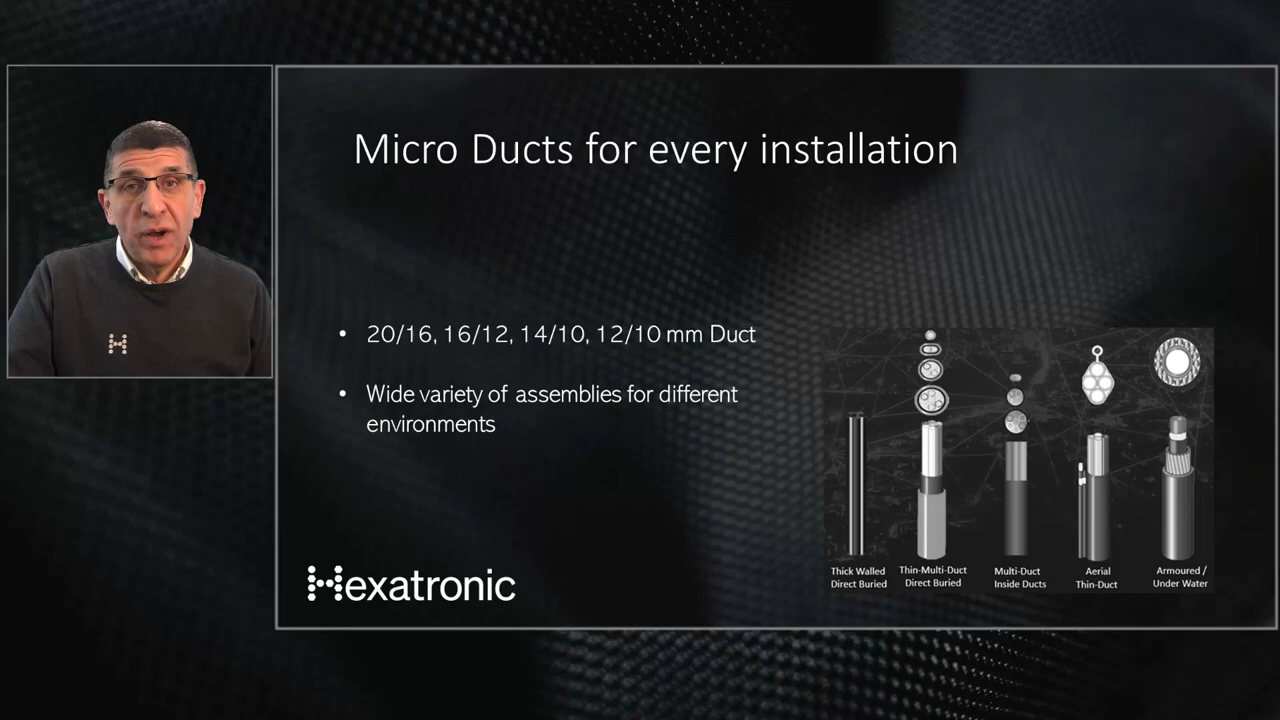 Micro Ducts for every installation
• 20/16, 16/12, 14/10, 12/10 mm Duct
• Wide variety of assemblies for different
environments
Thick Walled
Direct Buried
Thin-Multi-Duct
Direct Buried
Multi-Duct
Inside Ducts
Aerial
Thin-Duct
Armoured /
Under Water
Hexatronic